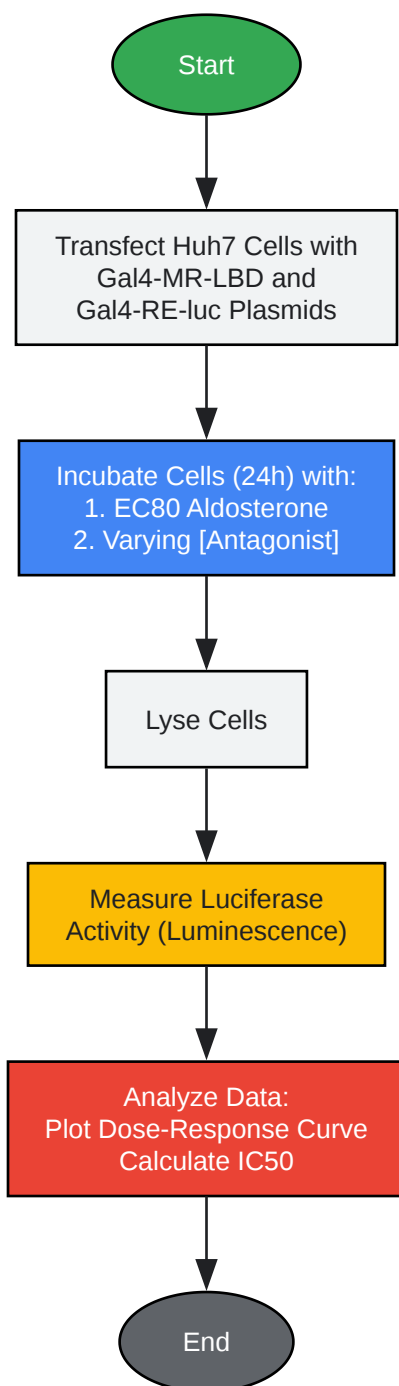 Start
Transfect Huh7 Cells with
Gal4-MR-LBD and
Gal4-RE-luc Plasmids
Incubate Cells (24h) with:
1. EC80 Aldosterone
2. Varying [Antagonist]
Lyse Cells
Measure Luciferase
Activity (Luminescence)
Analyze Data:
Plot Dose-Response Curve
Calculate IC50
End